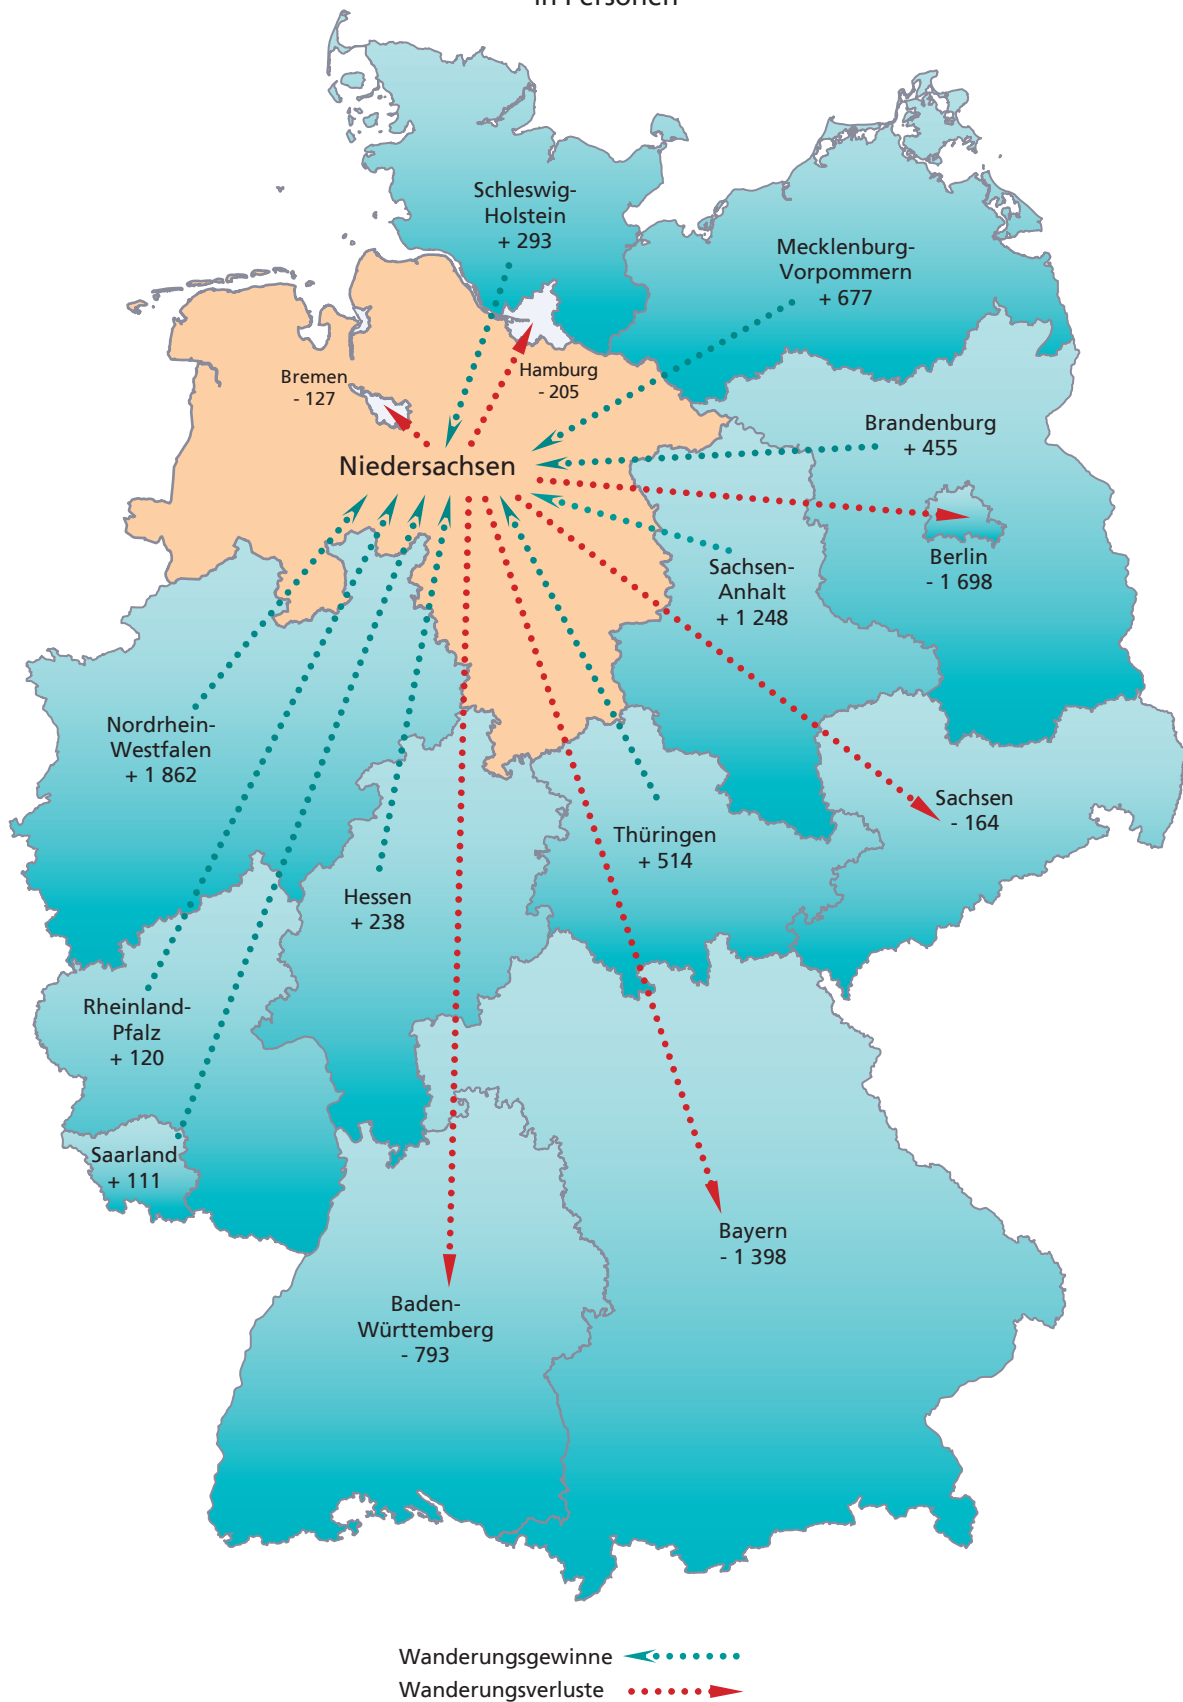 in Personen
Schleswig-
Holstein
+ 293
Mecklenburg-
Vorpommern
+ 677
Hamburg
- 205
Bremen
- 127
Brandenburg
+ 455
Niedersachsen
Berlin
- 1 698
Sachsen-
Anhalt
+ 1 248
Nordrhein-
Westfalen
+ 1 862
Sachsen
- 164
Thüringen
+ 514
Hessen
+ 238
Rheinland-
Pfalz
+ 120
Saarland
+ 111
Bayern
- 1 398
Baden-
Württemberg
- 793
Wanderungsgewinne
Wanderungsverluste